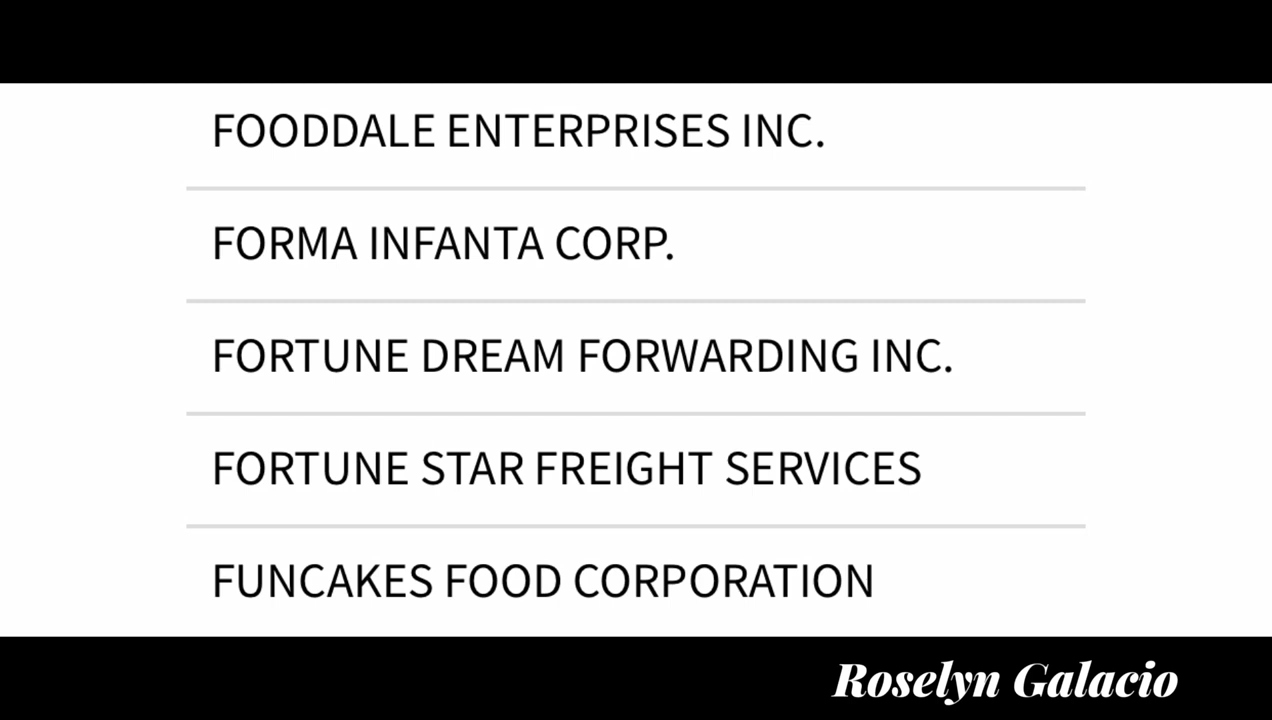 FOODDALE ENTERPRISES INC.
FORMA INFANTA CORP.
FORTUNE DREAM FORWARDING INC.
FORTUNE STAR FREIGHT SERVICES
FUNCAKES FOOD CORPORATION
Roselyn Galacio